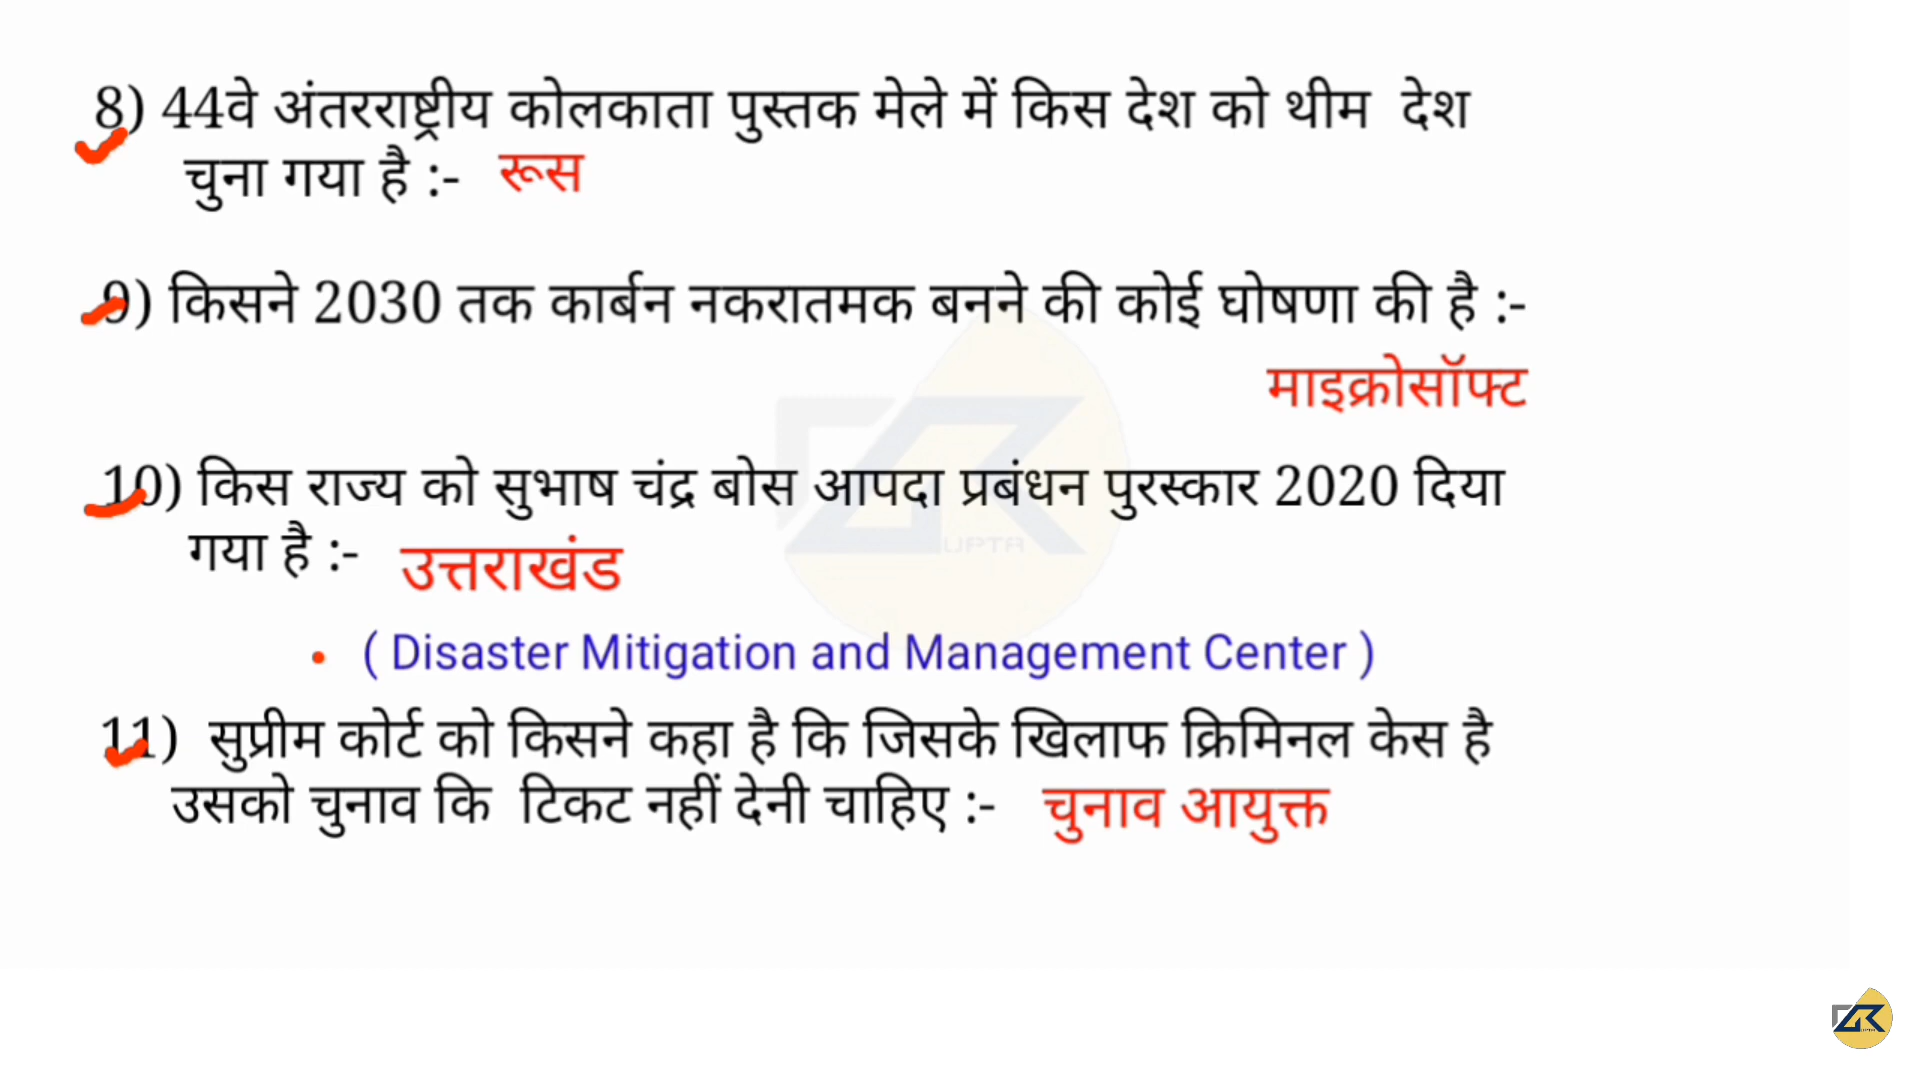 8) 44वे अंतरराष्ट्रीय कोलकाता पुस्तक मेले में किस देश को थीम देश
चुना गया है :- रूस
9) किसने 2030 तक कार्बन नकरातमक बनने की कोई घोषणा की है :-
माइक्रोसॉफ्ट
10) किस राज्य को सुभाष चंद्र बोस आपदा प्रबंधन पुरस्कार 2020 दिया
गया है :- उत्तराखंड
( Disaster Mitigation and Management Center )
11) सुप्रीम कोर्ट को किसने कहा है कि जिसके खिलाफ क्रिमिनल केस है
उसको चुनाव कि टिकट नहीं देनी चाहिए :- चुनाव आयुक्त